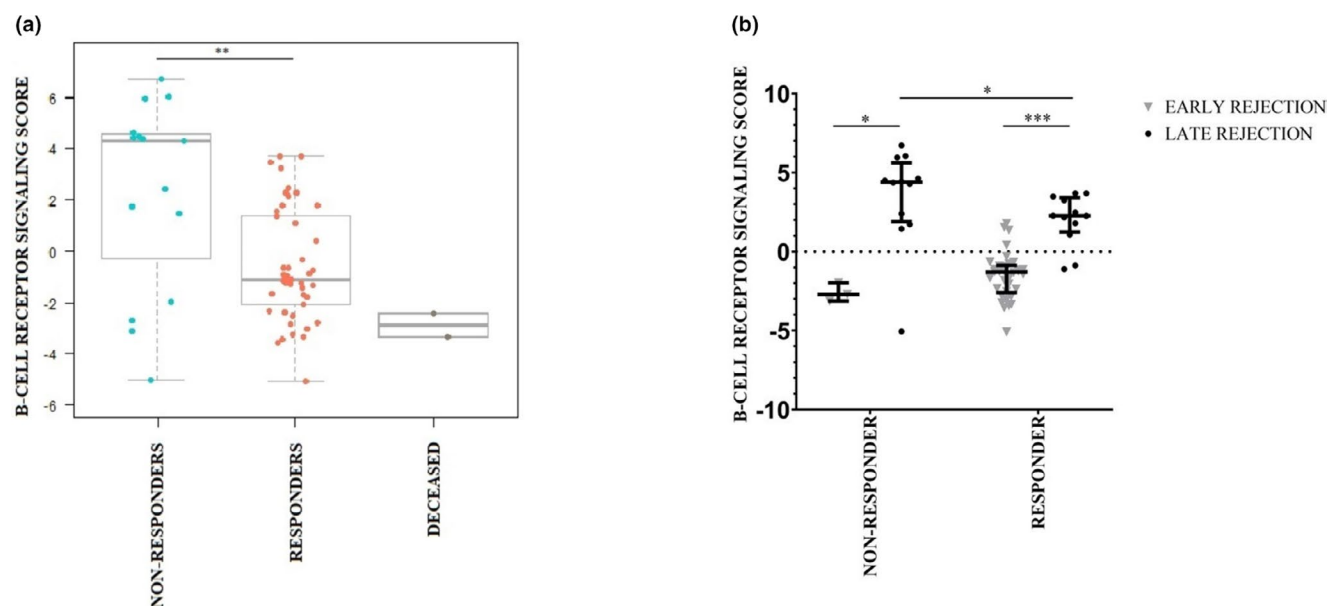 (a)
**
B-CELL RECEPTOR SIGNALING SCORE
6
4
2
0
-2
-4
-6
NON-RESPONDERS
RESPONDERS
DECEASED
(b)
*
*
***
B-CELL RECEPTOR SIGNALING SCORE
10
5
0
-5
-10
NON-RESPONDER
RESPONDER
EARLY REJECTION
LATE REJECTION